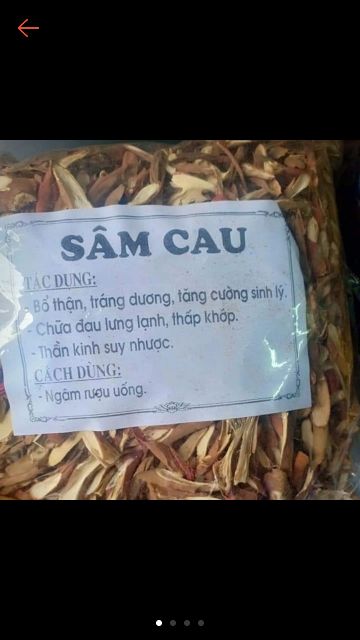 SÂM CAU
TÁC DỤNG:
- Bổ thận, tráng dương, tăng cường sinh lý.
- Chữa đau lưng lạnh, thấp khớp.
- Thần kinh suy nhược.
CÁCH DÙNG:
- Ngâm rượu uống.